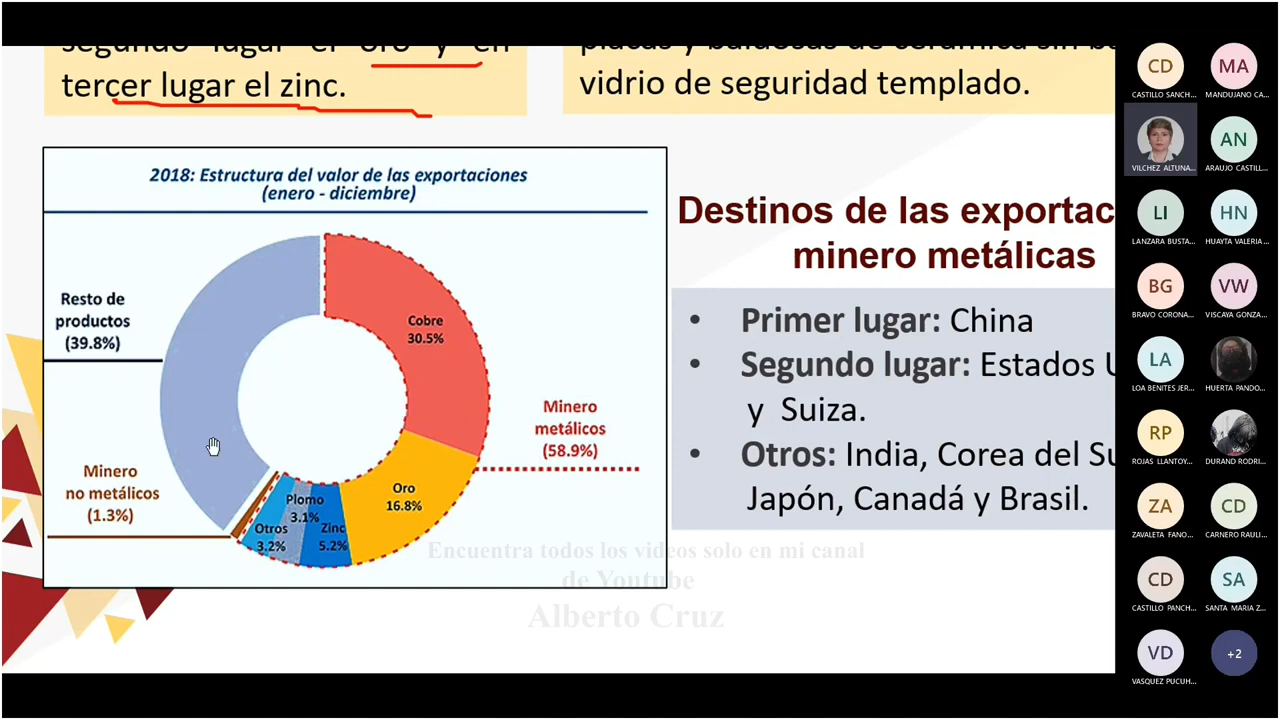 segundo lugar el oro y en
tercer lugar el zinc.
placas y baldosas de cerámica sin
vidrio de seguridad templado.
2018: Estructura del valor de las exportaciones
(enero - diciembre)
Resto de
productos
(39.8%)
Cobre
30.5%
Minero
metálicos
(58.9%)
Oro
16.8%
Minero
no metálicos
(1.3%)
Plomo
3.1%
Zinc
5.2%
Otros
3.2%
Destinos de las exportac
minero metálicas
• Primer lugar: China
• Segundo lugar: Estados U
y Suiza.
• Otros: India, Corea del Su
Japón, Canadá y Brasil.
Encuentra todos los videos solo en mi canal
de Youtube
Alberto Cruz
CD
CASTILLO SANCH...
MA
MANDUJANO CA...
VILCHEZ ALTUNA...
AN
ARAUJO CASTILL...
LI
LANZARA BUSTA...
HN
HUAYTA VALERIA ...
BG
BRAVO CORONA...
VW
VISCAYA GONZA...
LA
LOA BENITES JER...
HUERTA PANDO...
RP
ROJAS LLANTOY...
DURAND RODRI...
ZA
ZAVALETA FANO...
CD
CARNERO RAULI...
CD
CASTILLO PANCH...
SA
SANTA MARIA Z...
VD
VASQUEZ PUCUH...
+2